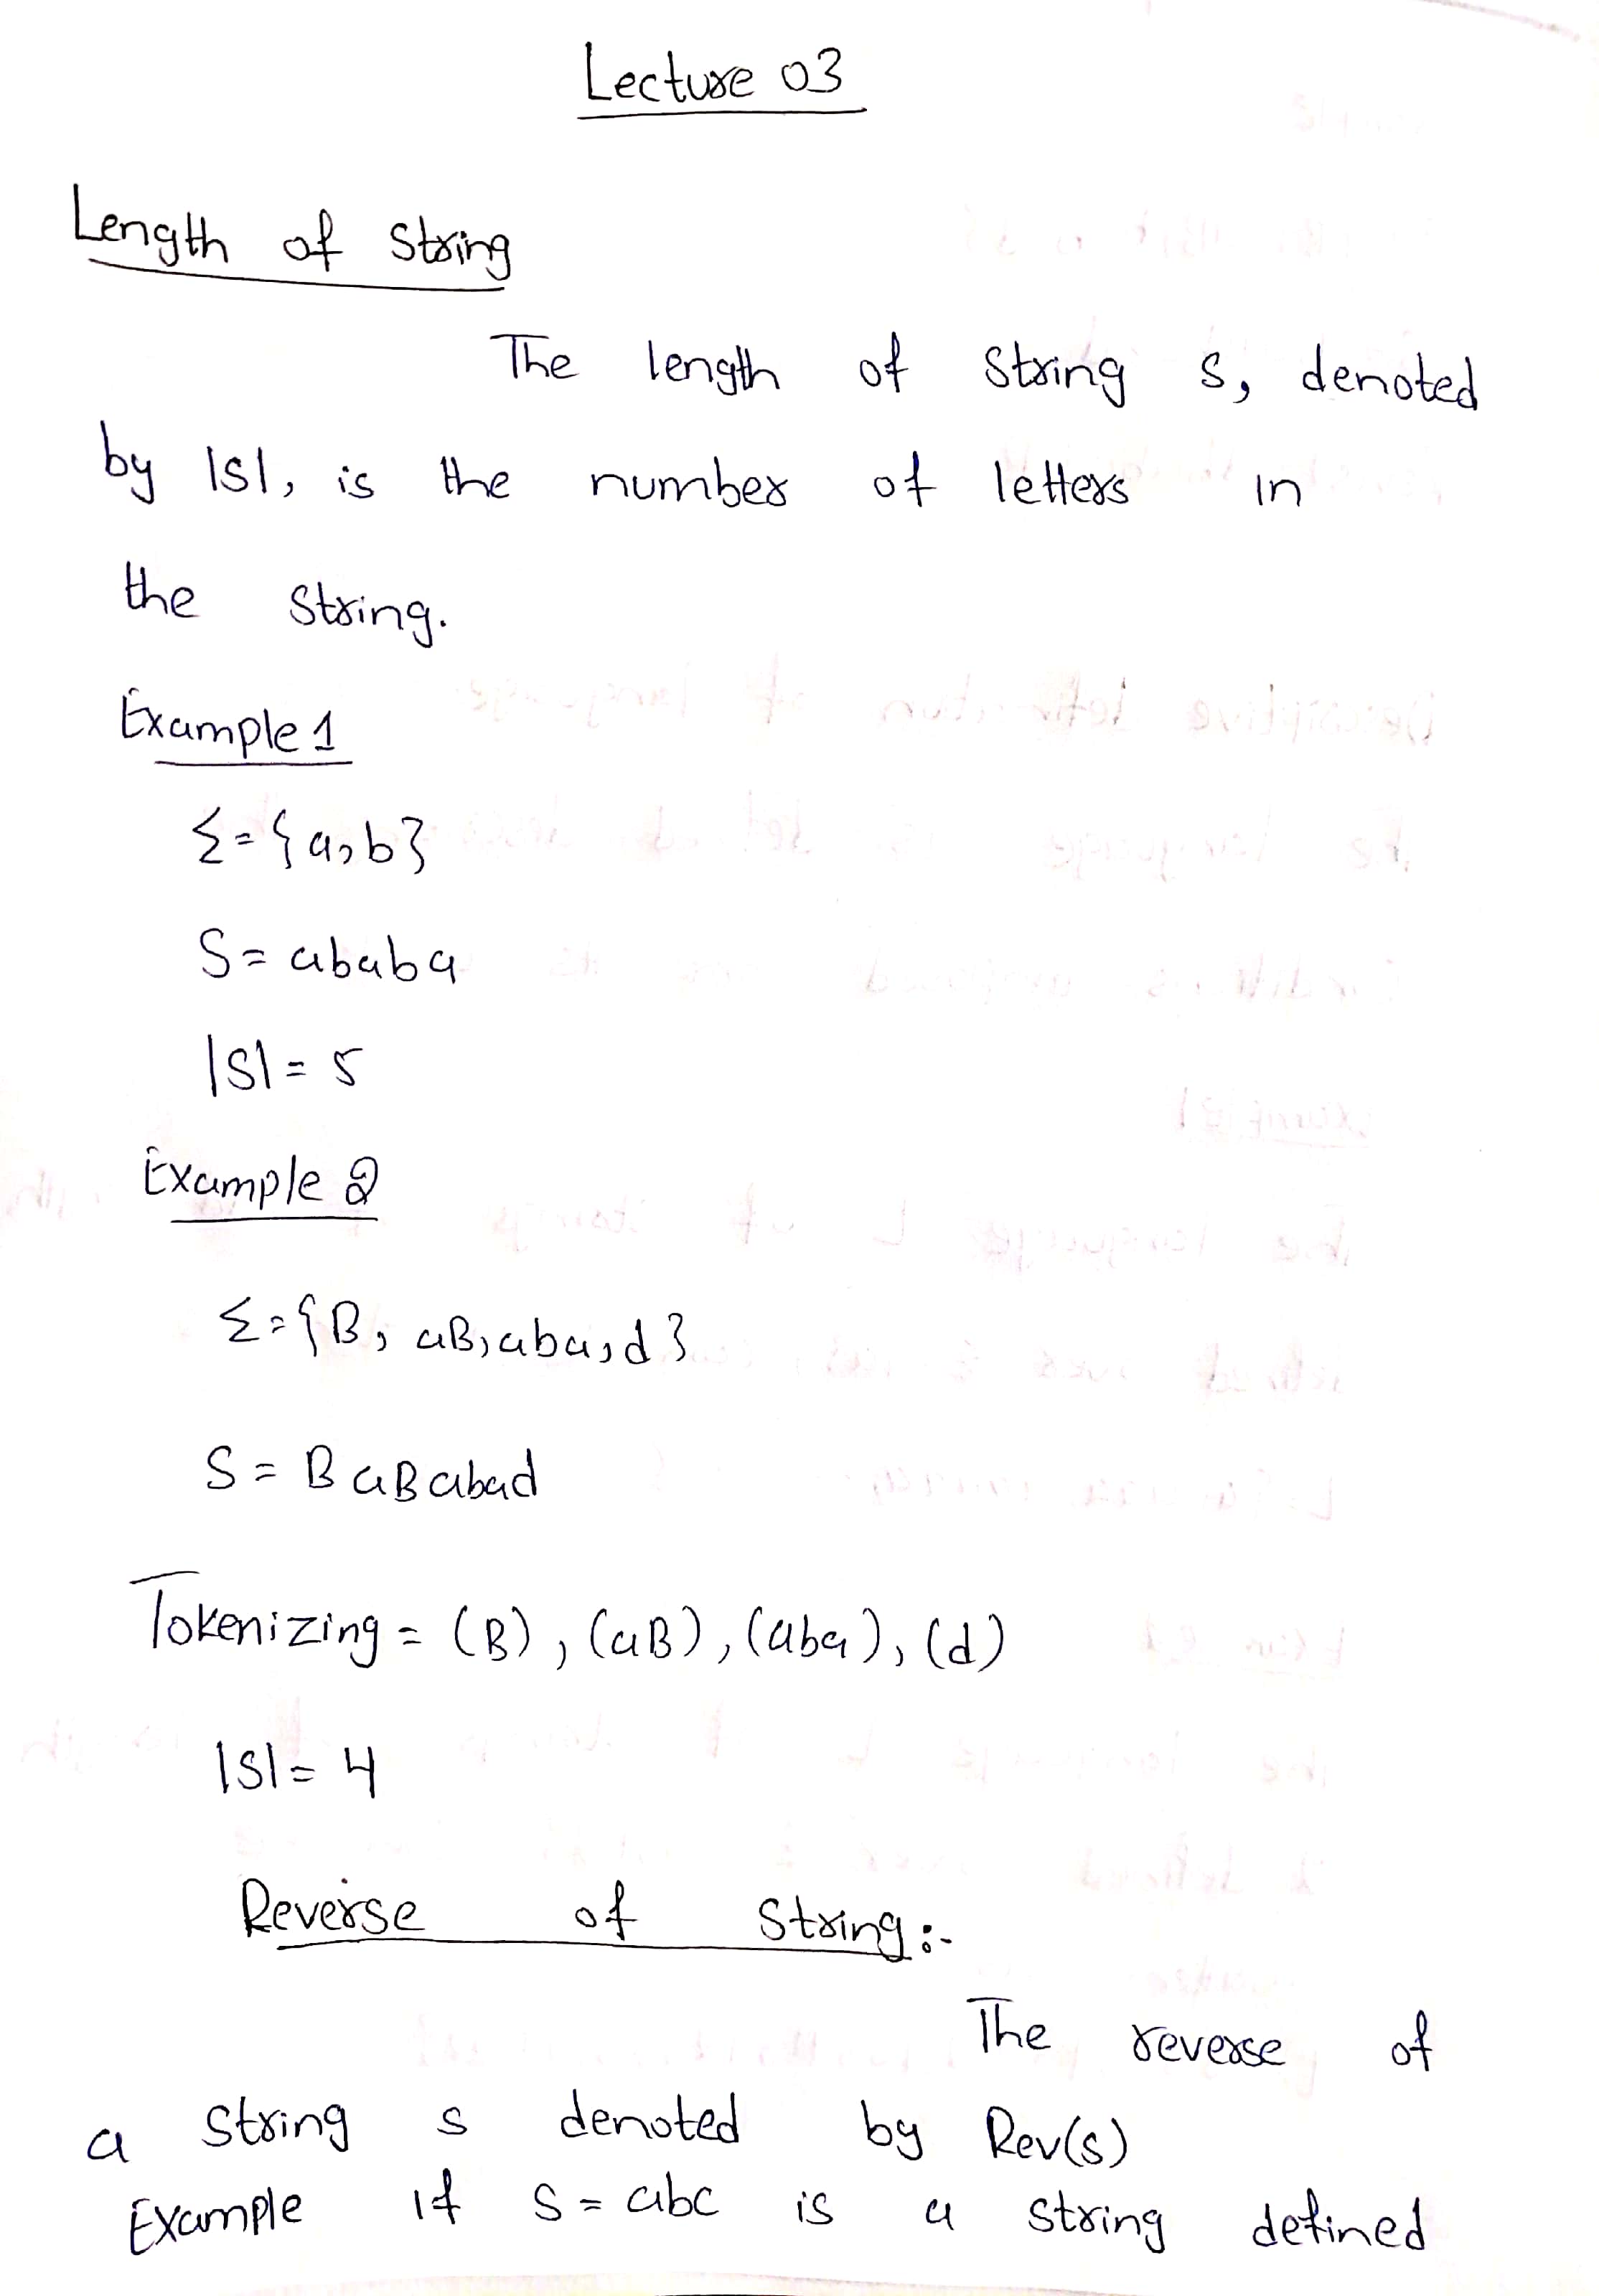 Lecture 03
Length of String
The length of String s, denoted
by |s|, is the number of letters in
the String.
Example 1
Σ={a,b}
S=ababa
|S|=5
Example 2
Σ={B, aB, aba, d}
S=BaBabad
Tokenizing=(B), (aB), (aba), (d)
|S|=4
Reverse of String:-
The reverse of
a string s denoted by Rev(s)
Example if S=abc is a string defined